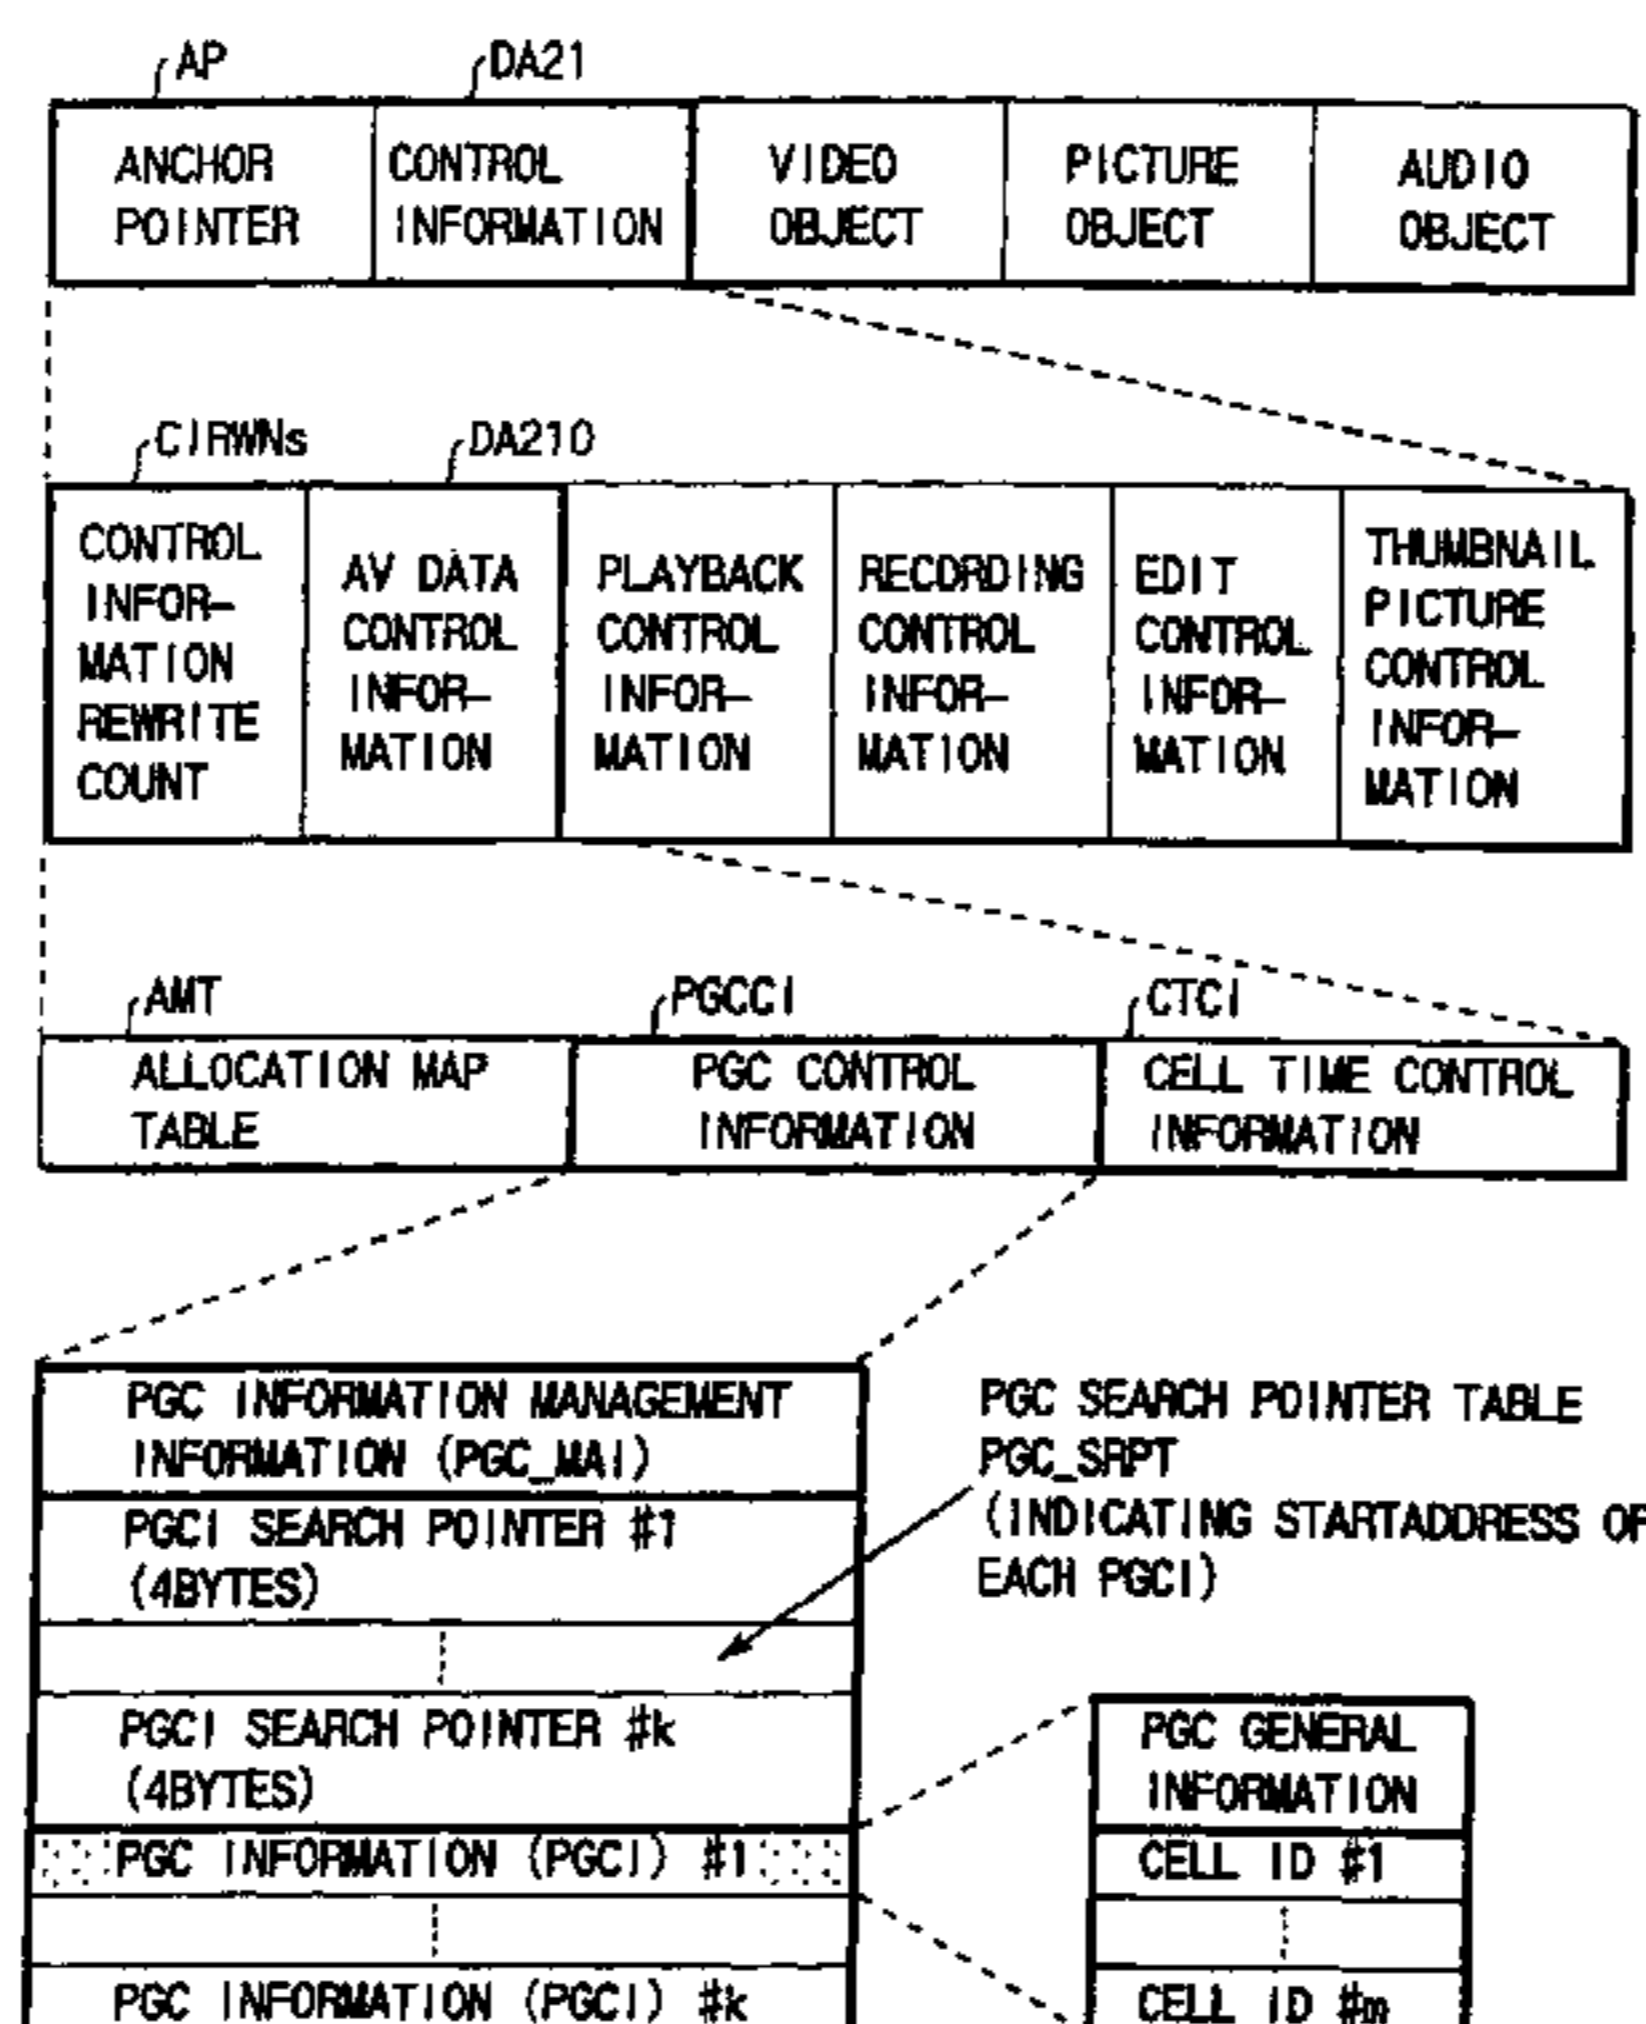 AP
DA21
ANCHOR
POINTER
CONTROL
INFORMATION
VIDEO
OBJECT
PICTURE
OBJECT
AUDIO
OBJECT
CIRWNs
DA210
CONTROL
INFOR-
MATION
REWRITE
COUNT
AV DATA
CONTROL
INFOR-
MATION
PLAYBACK
CONTROL
INFOR-
MATION
RECORDING
CONTROL
INFOR-
MATION
EDIT
CONTROL
INFOR-
MATION
THUMBNAIL
PICTURE
CONTROL
INFOR-
MATION
AMT
PGCCI
CTCI
ALLOCATION MAP
TABLE
PGC CONTROL
INFORMATION
CELL TIME CONTROL
INFORMATION
PGC INFORMATION MANAGEMENT
INFORMATION (PGC_MAI)
PGCI SEARCH POINTER #1
(4BYTES)
PGCI SEARCH POINTER #k
(4BYTES)
PGC INFORMATION (PGCI) #1
PGC INFORMATION (PGCI) #k
PGC SEARCH POINTER TABLE
PGC_SRPT
(INDICATING STARTADDRESS OF
EACH PGCI)
PGC GENERAL
INFORMATION
CELL ID #1
CELL ID #m